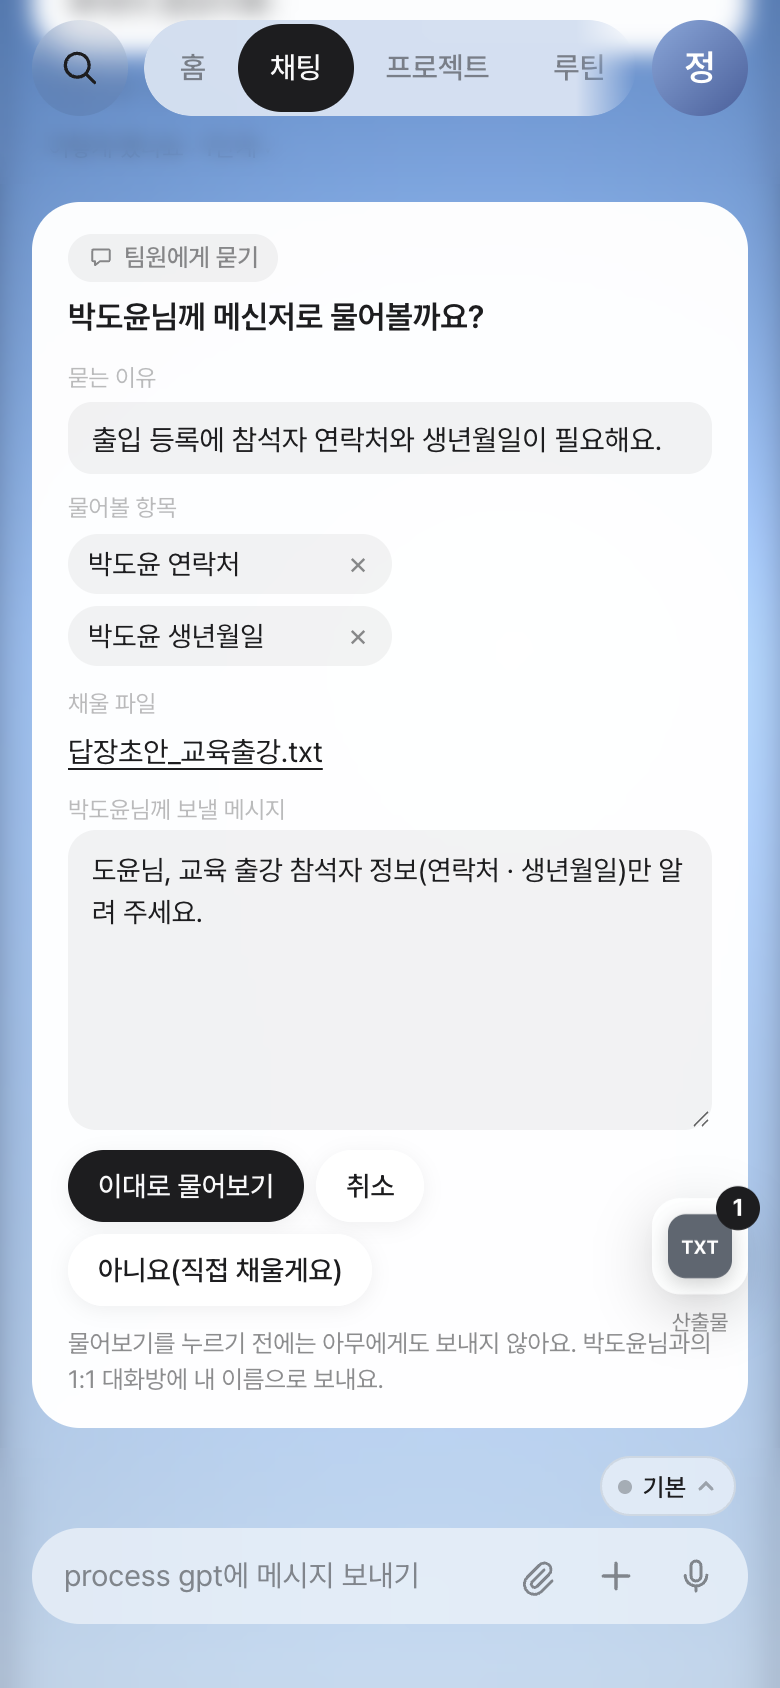 홈
채팅
프로젝트
루틴
정
팀원에게 묻기
박도윤님께 메신저로 물어볼까요?
묻는 이유
출입 등록에 참석자 연락처와 생년월일이 필요해요.
물어볼 항목
박도윤 연락처
박도윤 생년월일
채울 파일
답장초안_교육출강.txt
박도윤님께 보낼 메시지
도윤님, 교육 출강 참석자 정보(연락처 · 생년월일)만 알
려 주세요.
이대로 물어보기
취소
아니요(직접 채울게요)
1
TXT
산출물
물어보기를 누르기 전에는 아무에게도 보내지 않아요. 박도윤님과의
1:1 대화방에 내 이름으로 보내요.
기본
process gpt에 메시지 보내기